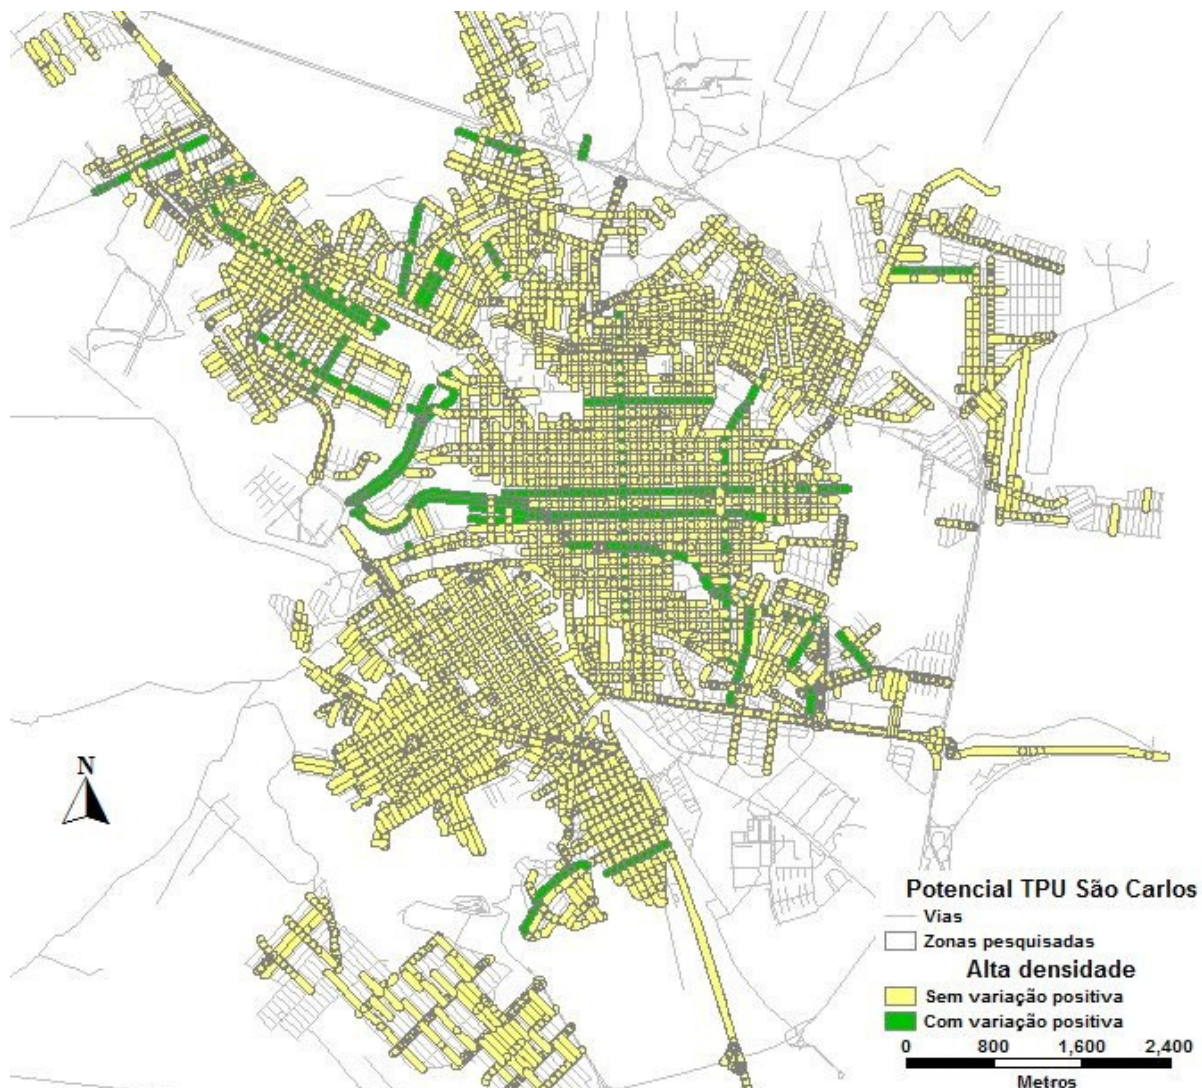 N
Potencial TPU São Carlos
Vias
Zonas pesquisadas
Alta densidade
Sem variação positiva
Com variação positiva
0 800 1,600 2,400
Metros